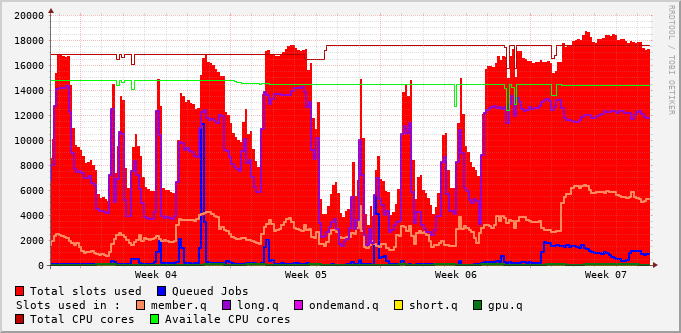 20000
18000
16000
14000
12000
10000
8000
6000
4000
2000
0
Week 04 Week 05 Week 06 Week 07
RRDTOOL / TOBI OETIKER
Total slots used Queued Jobs
Slots used in : member.q long.q ondemand.q short.q gpu.q
Total CPU cores Availale CPU cores